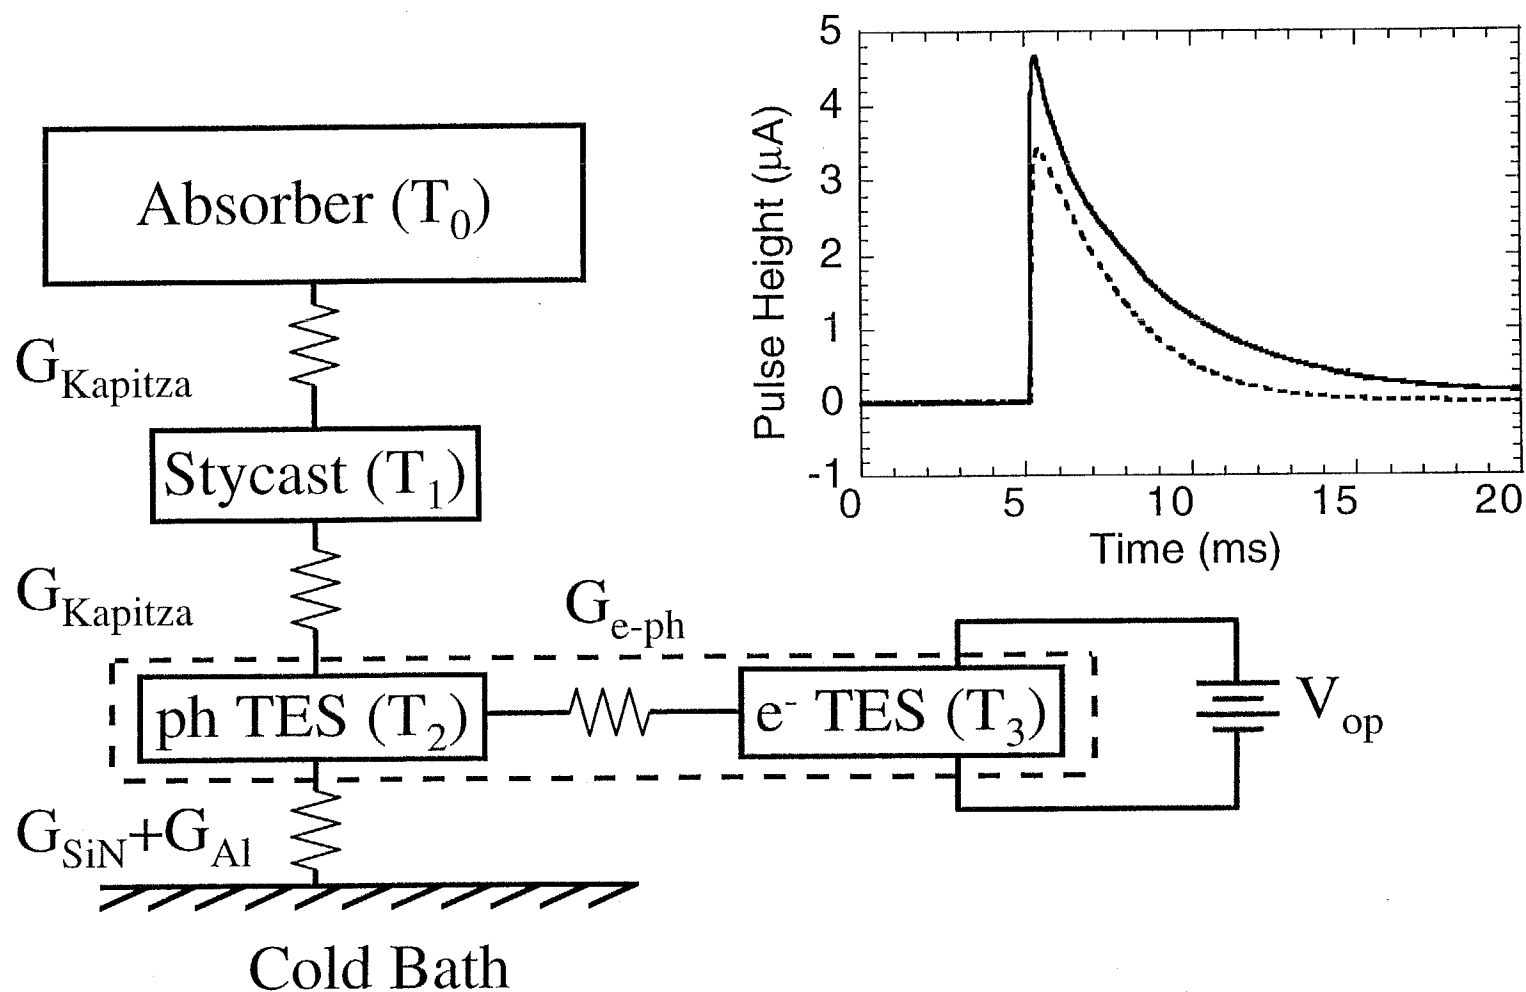 Absorber (T0)
GKapitza
Stycast (T1)
GKapitza
Ge-ph
ph TES (T2)
e- TES (T3)
Vop
GSiN+GAl
Cold Bath
Pulse Height (μA)
5
4
3
2
1
0
-1
0 5 10 15 20
Time (ms)